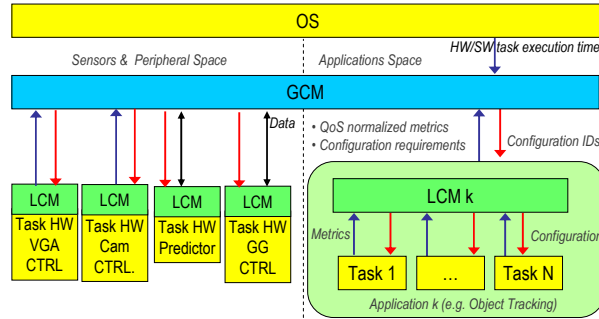 OS
HW/SW task execution time
Sensors & Peripheral Space
Applications Space
GCM
Data
• QoS normalized metrics
• Configuration requirements
Configuration IDs
LCM
Task HW
VGA
CTRL
LCM
Task HW
Cam
CTRL.
LCM
Task HW
Predictor
LCM
Task HW
GG
CTRL
LCM k
Metrics
Configuration
Task 1
...
Task N
Application k (e.g. Object Tracking)